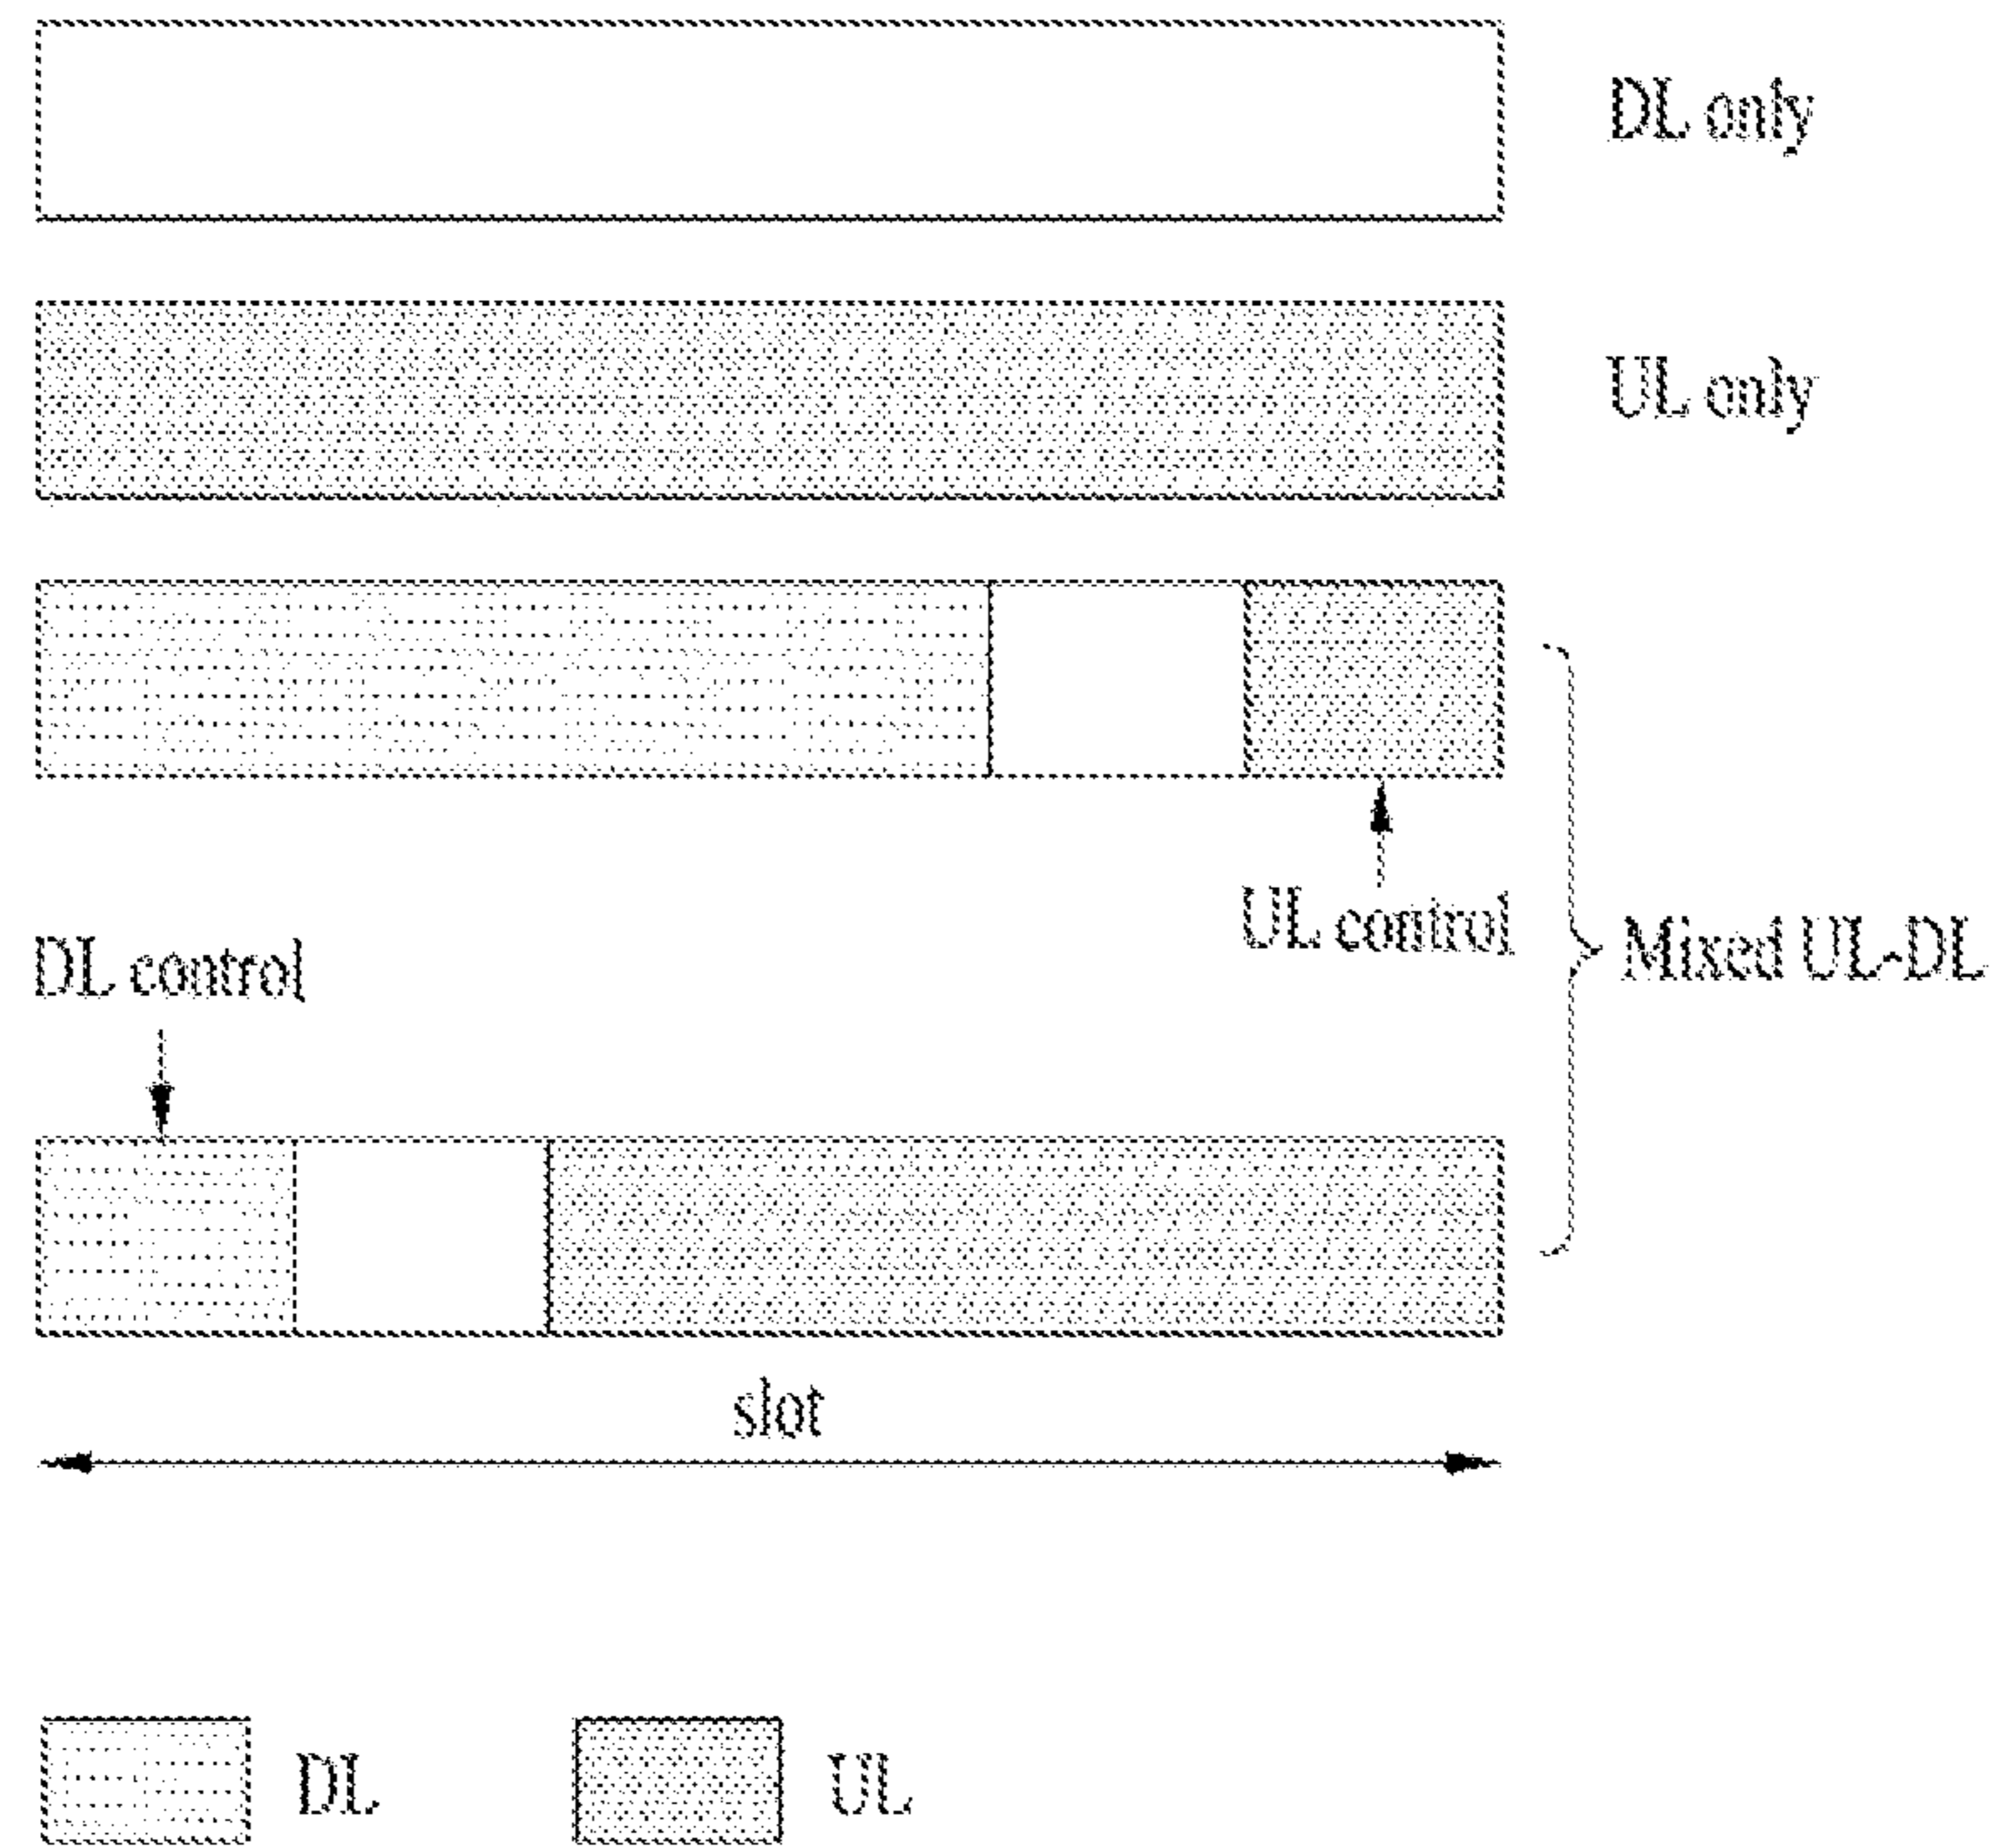 DL only
UL only
UL control
DL control
Mixed UL-DL
slot
DL
UL